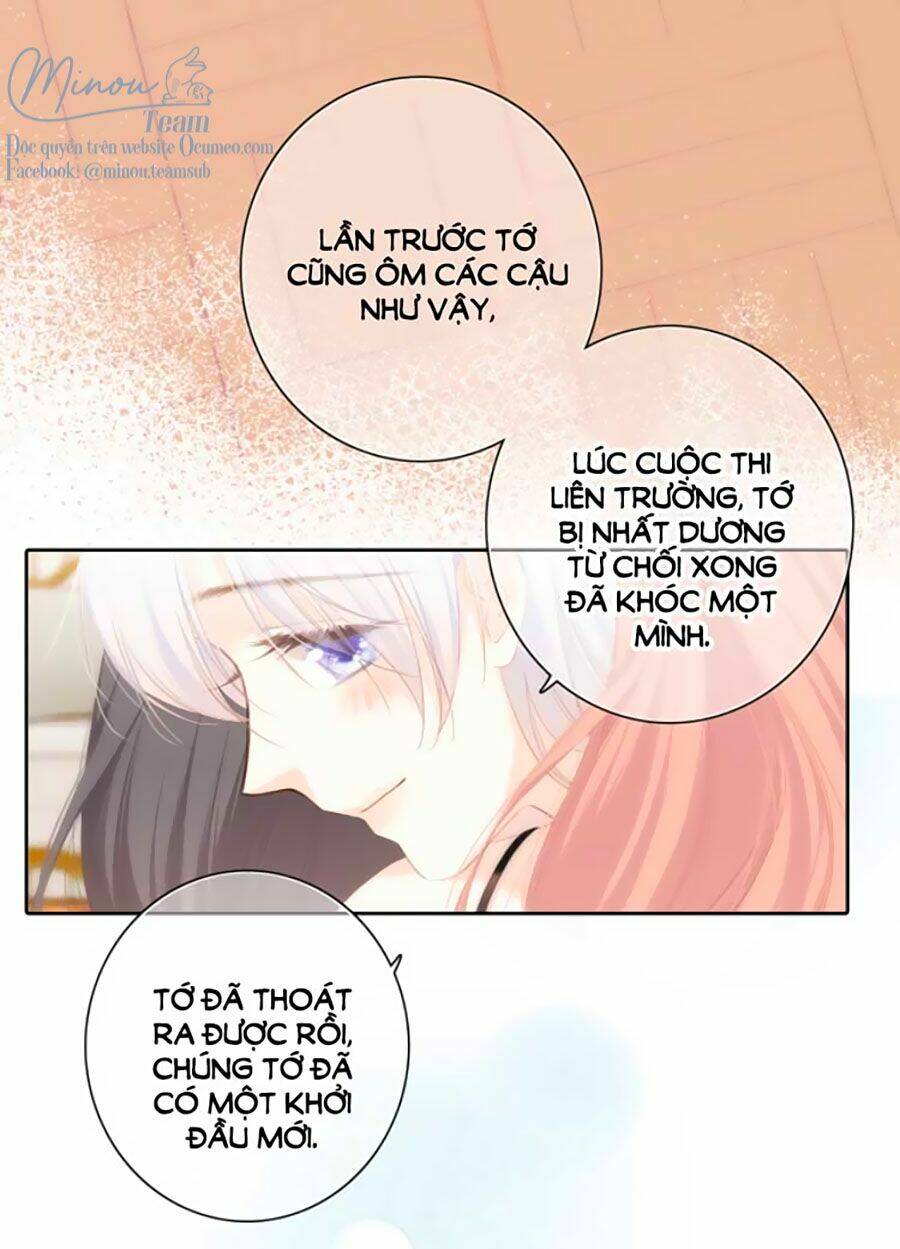 Minou
Team
Độc quyền trên website Ocumeo.com
Facebook: @minou.teamsub
LẦN TRƯỚC TỚ
CŨNG ÔM CÁC CẬU
NHƯ VẬY,
LÚC CUỘC THI
LIÊN TRƯỜNG, TỚ
BỊ NHẤT DƯƠNG
TỪ CHỐI XONG
ĐÃ KHÓC MỘT
MÌNH.
TỚ ĐÃ THOÁT
RA ĐƯỢC RỒI,
CHÚNG TỚ ĐÃ
CÓ MỘT KHỞI
ĐẦU MỚI.